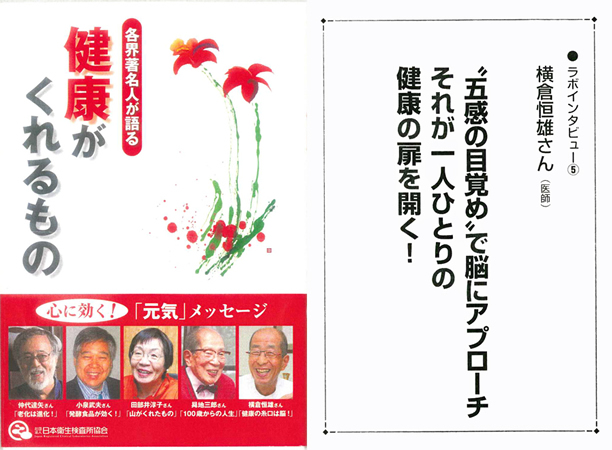 各界著名人が語る
健康が
くれるもの
心に効く！「元気」メッセージ
仲代達矢さん
「老化は進化！」
小泉武夫さん
「発酵食品が効く！」
田部井淳子さん
「山がくれたもの」
昇地三郎さん
「100歳からの人生」
横倉恒雄さん
「健康の糸口は脳！」
日本衛生検査所協会
●ラボインタビュー⑤
横倉恒雄さん（医師）
〝五感の目覚め〟で脳にアプローチ
それが一人ひとりの
健康の扉を開く！